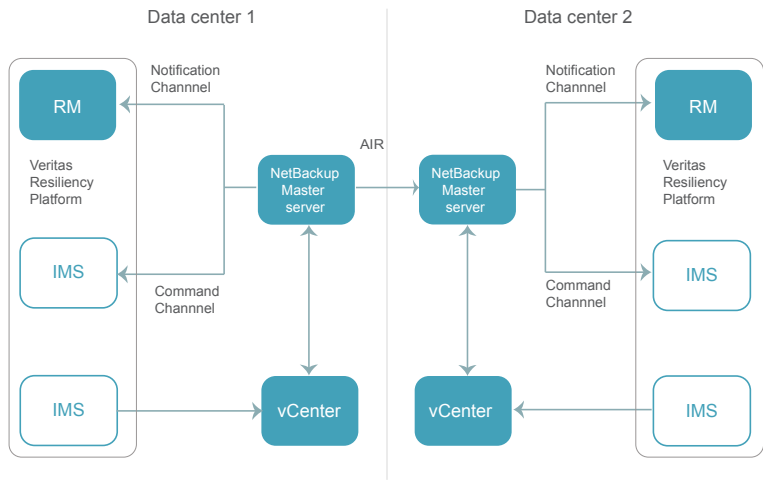 Data center 1
Data center 2
Notification
Channnel
Notification
Channnel
RM
RM
AIR
Veritas
Resiliency
Platform
NetBackup
Master
server
NetBackup
Master
server
Veritas
Resiliency
Platform
IMS
IMS
Command
Channnel
Command
Channnel
IMS
vCenter
vCenter
IMS